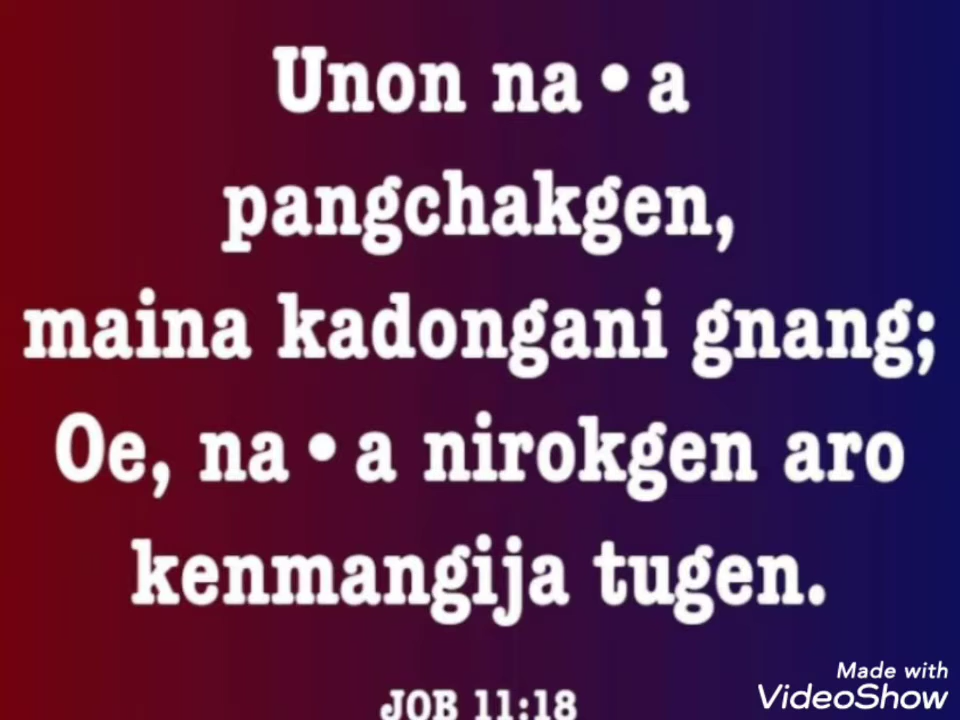 Unon na•a
pangchakgen,
maina kadongani gnang;
Oe, na•a nirokgen aro
kenmangija tugen.
JOB 11:18
Made with
VideoShow